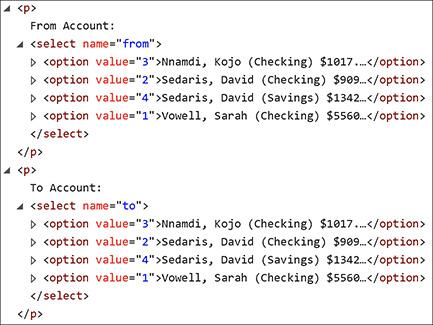 <p>
From Account:
<select name="from">
<option value="3">Nnamdi, Kojo (Checking) $1017.…</option>
<option value="2">Sedaris, David (Checking) $909…</option>
<option value="4">Sedaris, David (Savings) $1342…</option>
<option value="1">Vowell, Sarah (Checking) $5560…</option>
</select>
</p>
<p>
To Account:
<select name="to">
<option value="3">Nnamdi, Kojo (Checking) $1017.…</option>
<option value="2">Sedaris, David (Checking) $909…</option>
<option value="4">Sedaris, David (Savings) $1342…</option>
<option value="1">Vowell, Sarah (Checking) $5560…</option>
</select>
</p>